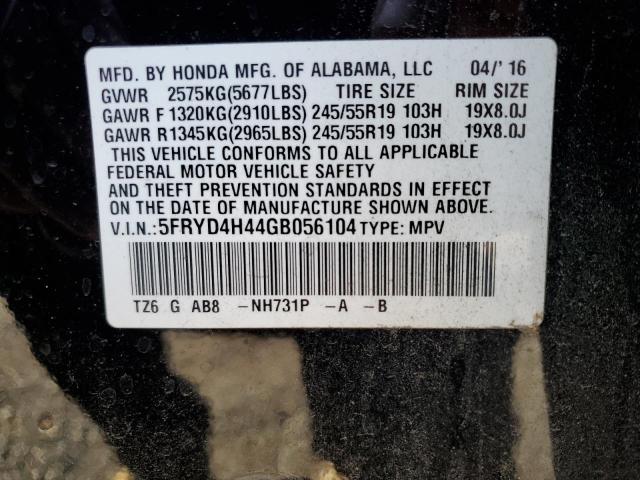 MFD. BY HONDA MFG. OF ALABAMA, LLC 04/' 16
GVWR 2575KG(5677LBS) TIRE SIZE RIM SIZE
GAWR F 1320KG(2910LBS) 245/55R19 103H 19X8.0J
GAWR R1345KG(2965LBS) 245/55R19 103H 19X8.0J
THIS VEHICLE CONFORMS TO ALL APPLICABLE
FEDERAL MOTOR VEHICLE SAFETY
AND THEFT PREVENTION STANDARDS IN EFFECT
ON THE DATE OF MANUFACTURE SHOWN ABOVE.
V.I.N.: 5FRYD4H44GB056104 TYPE: MPV
TZ6 G AB8 -NH731P -A -B